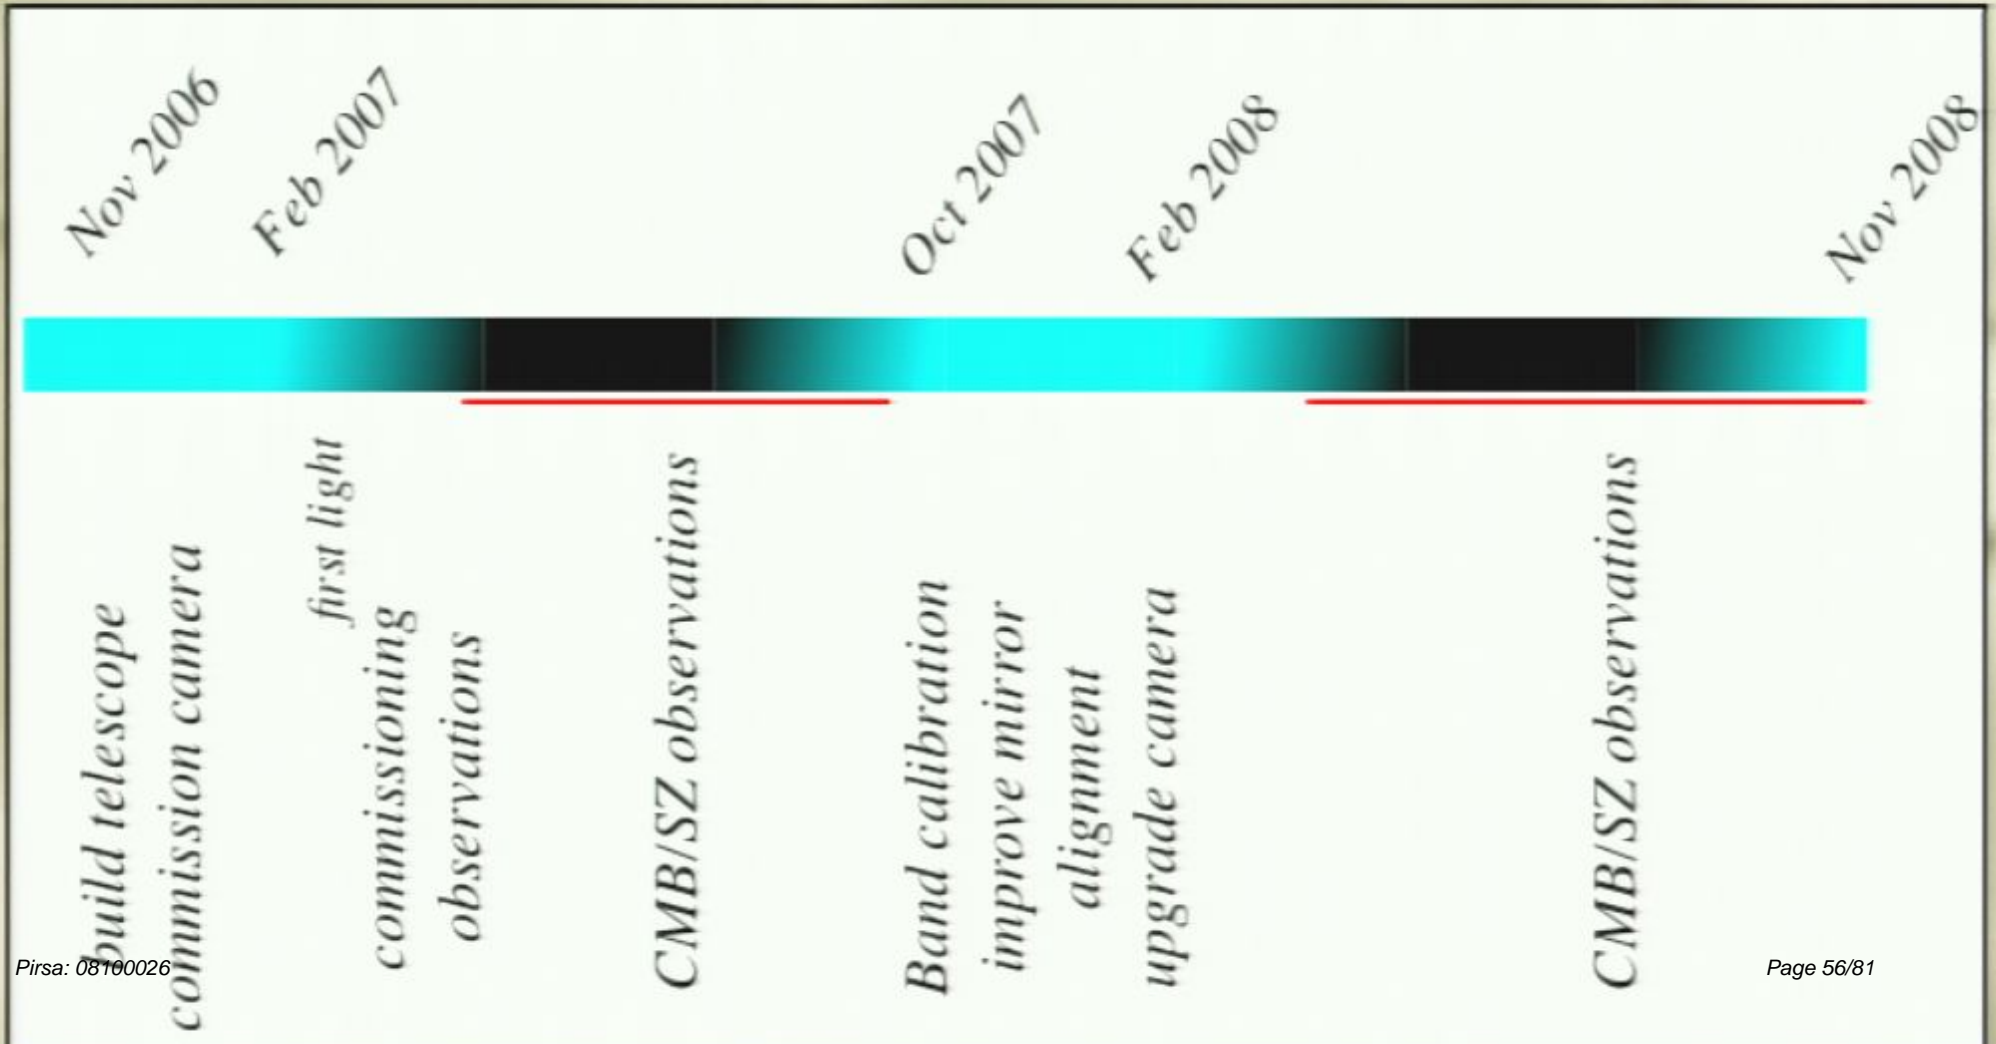 Nov 2006
Feb 2007
Oct 2007
Feb 2008
Nov 2008
build telescope
commission camera
first light
commissioning
observations
CMB/SZ observations
Band calibration
improve mirror
alignment
upgrade camera
CMB/SZ observations
Pirsa: 08100026
Page 56/81